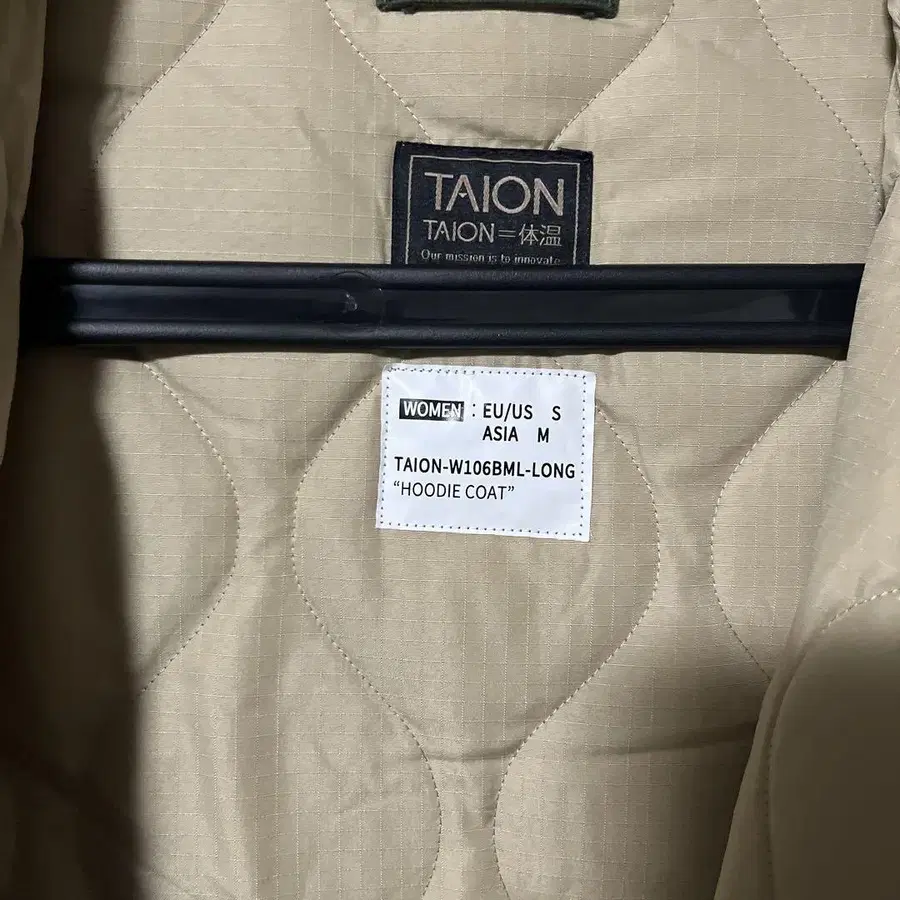 TAION
TAION=体温
Our mission is to innovate
WOMEN : EU/US S
ASIA M
TAION-W106BML-LONG
“HOODIE COAT”